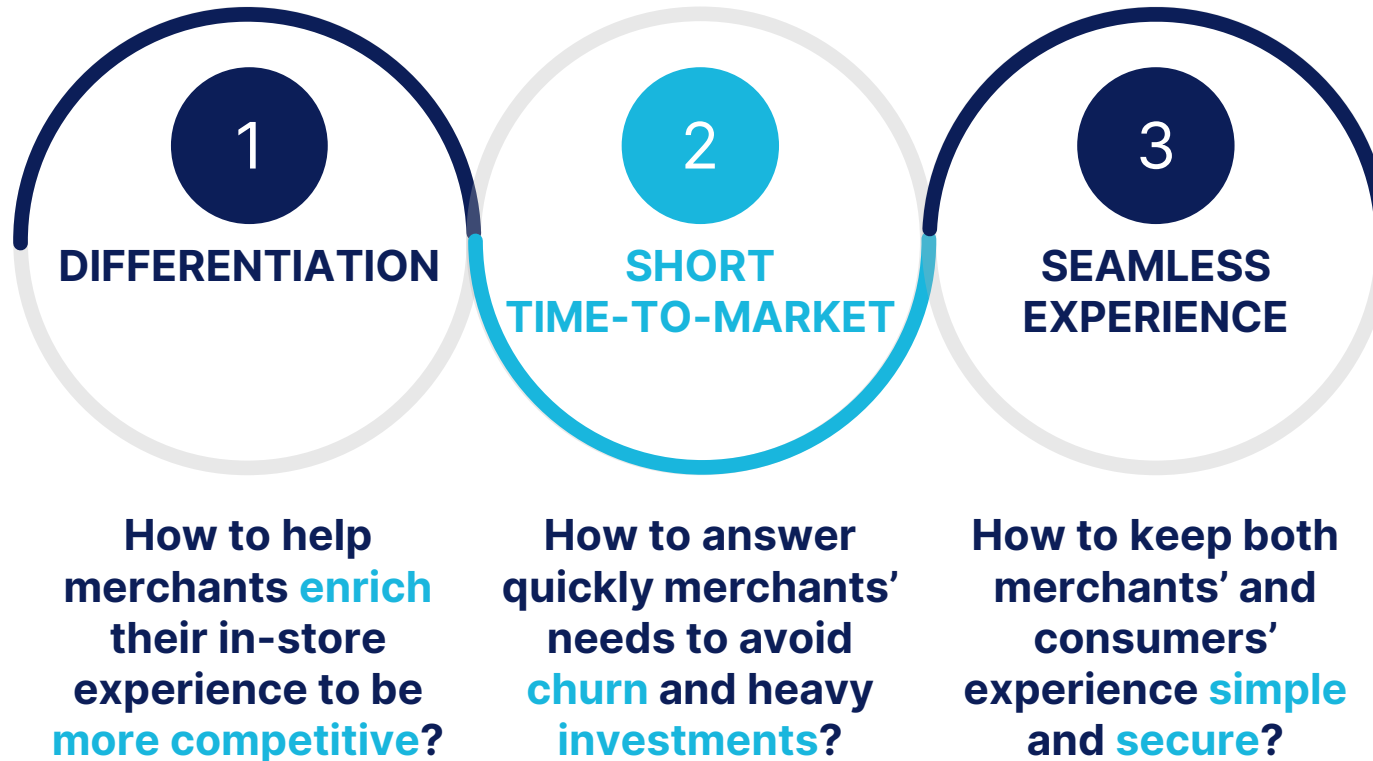 1
DIFFERENTIATION
How to help
merchants enrich
their in-store
experience to be
more competitive?
2
SHORT
TIME-TO-MARKET
How to answer
quickly merchants’
needs to avoid
churn and heavy
investments?
3
SEAMLESS
EXPERIENCE
How to keep both
merchants’ and
consumers’
experience simple
and secure?